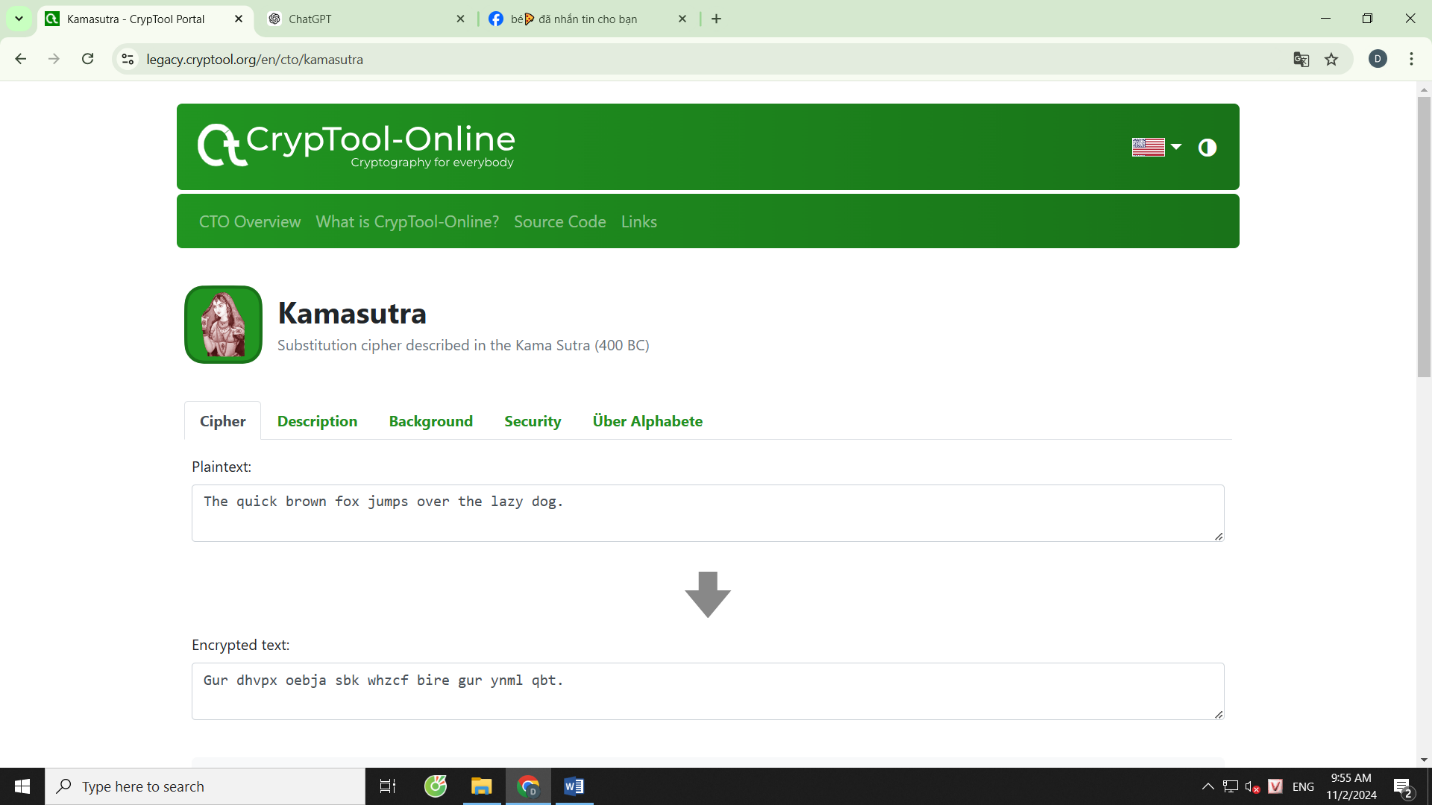 Kamasutra - CrypTool Portal
ChatGPT
bé🍕 đã nhắn tin cho bạn
legacy.cryptool.org/en/cto/kamasutra
D
CrypTool-Online
Cryptography for everybody
CTO Overview What is CrypTool-Online? Source Code Links
Kamasutra
Substitution cipher described in the Kama Sutra (400 BC)
Cipher Description Background Security Über Alphabete
Plaintext:
The quick brown fox jumps over the lazy dog.
Encrypted text:
Gur dhvpx oebja sbk whzcf bire gur ynml qbt.
Type here to search
ENG
9:55 AM
11/2/2024
2